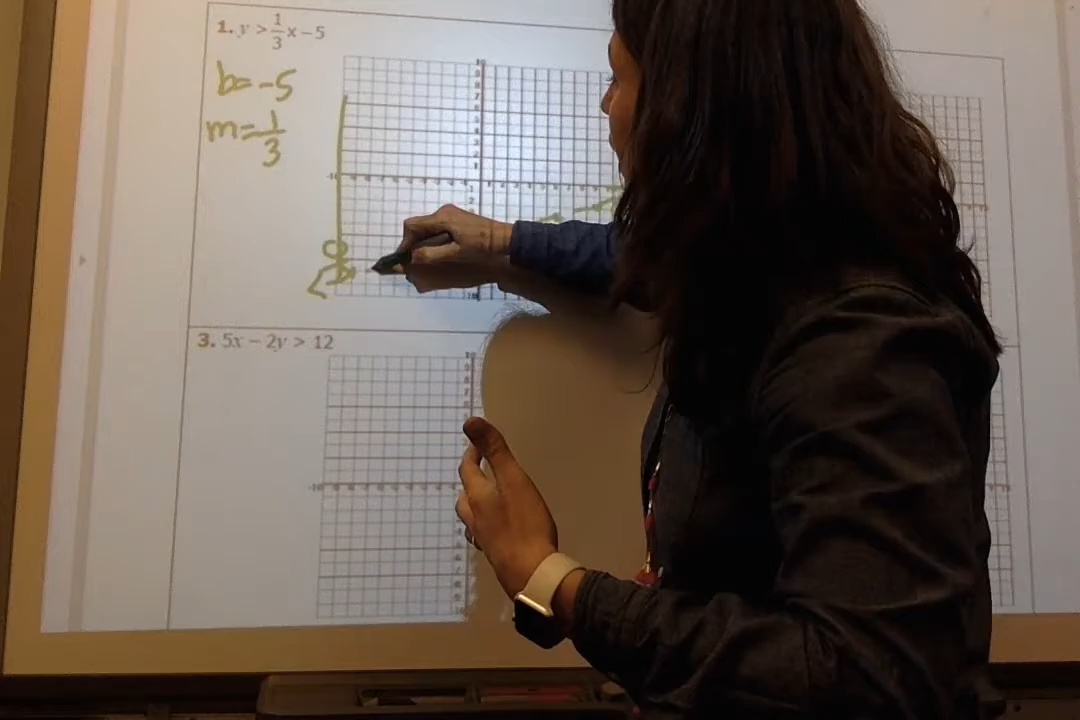 1. y > 1/3 x − 5
b = −5
m = 1/3
3. 5x − 2y > 12